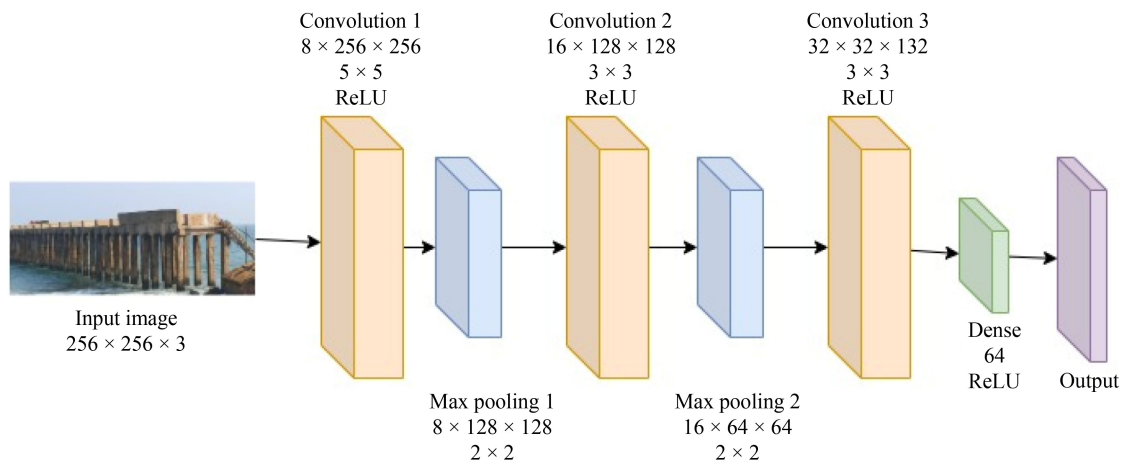 Convolution 1
8 × 256 × 256
5 × 5
ReLU
Convolution 2
16 × 128 × 128
3 × 3
ReLU
Convolution 3
32 × 32 × 132
3 × 3
ReLU
Input image
256 × 256 × 3
Max pooling 1
8 × 128 × 128
2 × 2
Max pooling 2
16 × 64 × 64
2 × 2
Dense
64
ReLU
Output